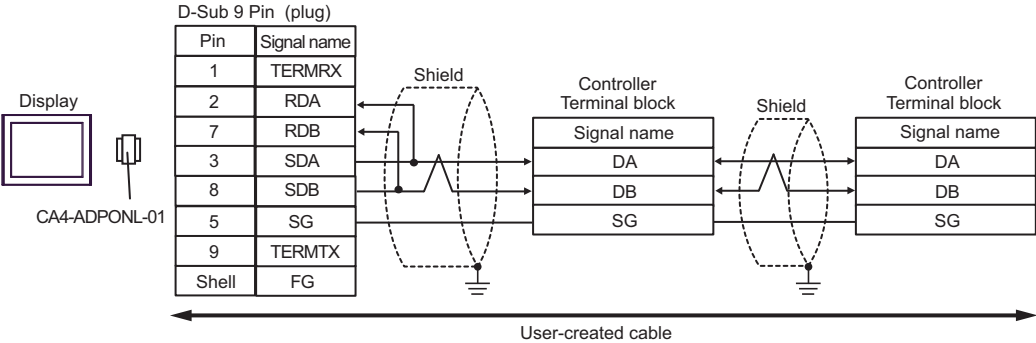 D-Sub 9 Pin (plug)
Pin Signal name
1 TERMRX
2 RDA
7 RDB
3 SDA
8 SDB
5 SG
9 TERMTX
Shell FG
Display
CA4-ADPONL-01
Shield
Controller
Terminal block
Signal name
DA
DB
SG
Shield
Controller
Terminal block
Signal name
DA
DB
SG
User-created cable